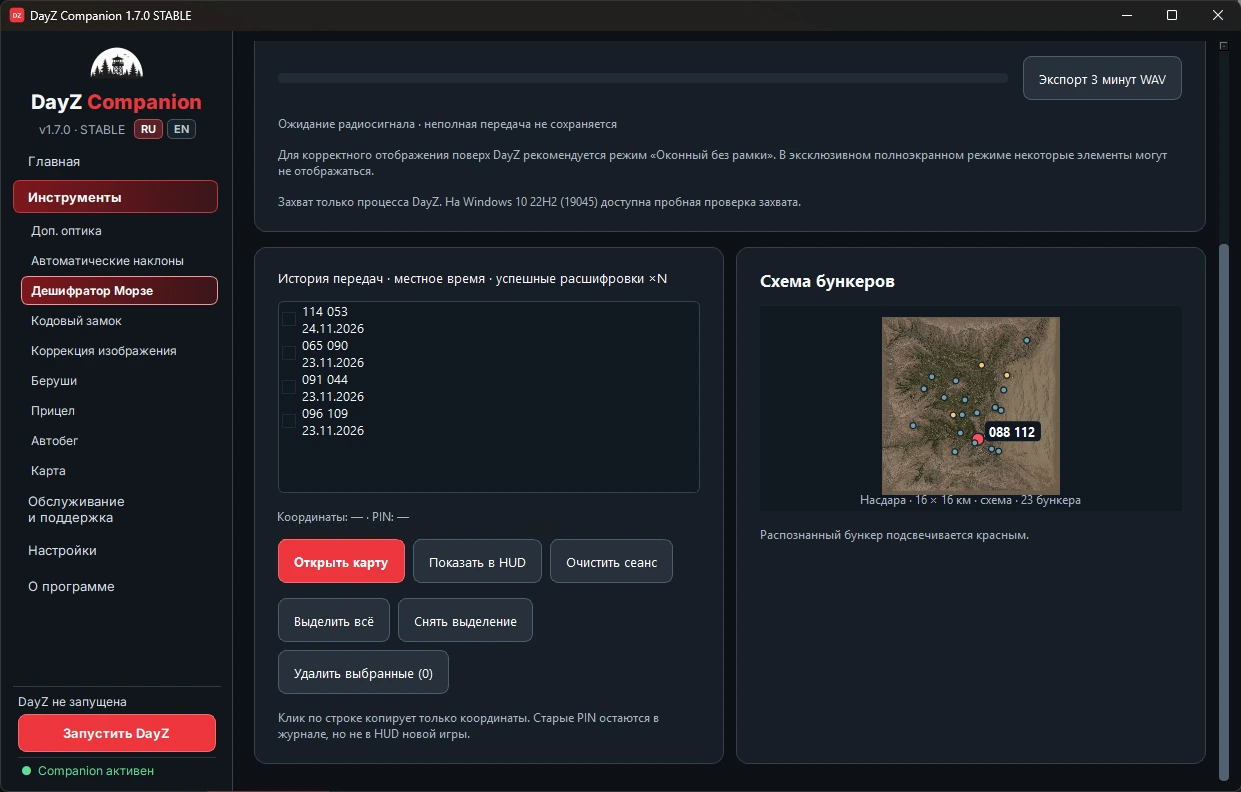 DZ DayZ Companion 1.7.0 STABLE
DayZ Companion
v1.7.0 · STABLE RU EN
Главная
Инструменты
Доп. оптика
Автоматические наклоны
Дешифратор Морзе
Кодовый замок
Коррекция изображения
Беруши
Прицел
Автобег
Карта
Обслуживание
и поддержка
Настройки
О программе
DayZ не запущена
Запустить DayZ
Companion активен
Экспорт 3 минут WAV
Ожидание радиосигнала · неполная передача не сохраняется
Для корректного отображения поверх DayZ рекомендуется режим «Оконный без рамки». В эксклюзивном полноэкранном режиме некоторые элементы могут
не отображаться.
Захват только процесса DayZ. На Windows 10 22H2 (19045) доступна пробная проверка захвата.
История передач · местное время · успешные расшифровки ×N
114 053
24.11.2026
065 090
23.11.2026
091 044
23.11.2026
096 109
23.11.2026
Координаты: — · PIN: —
Открыть карту
Показать в HUD
Очистить сеанс
Выделить всё
Снять выделение
Удалить выбранные (0)
Клик по строке копирует только координаты. Старые PIN остаются в
журнале, но не в HUD новой игры.
Схема бункеров
088 112
Насдара · 16 × 16 км · схема · 23 бункера
Распознанный бункер подсвечивается красным.